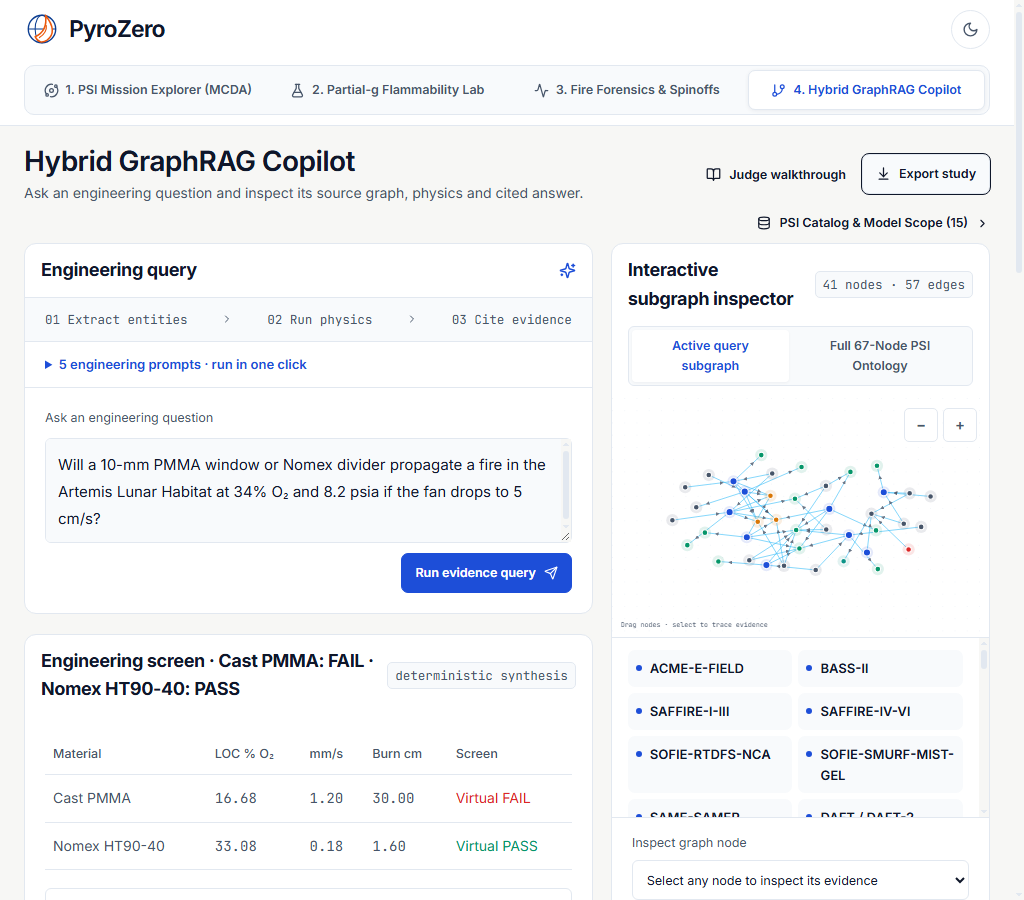 PyroZero
1. PSI Mission Explorer (MCDA)
2. Partial-g Flammability Lab
3. Fire Forensics & Spinoffs
4. Hybrid GraphRAG Copilot
Hybrid GraphRAG Copilot
Ask an engineering question and inspect its source graph, physics and cited answer.
Judge walkthrough
Export study
PSI Catalog & Model Scope (15)
Engineering query
01 Extract entities
02 Run physics
03 Cite evidence
5 engineering prompts · run in one click
Ask an engineering question
Will a 10-mm PMMA window or Nomex divider propagate a fire in the
Artemis Lunar Habitat at 34% O₂ and 8.2 psia if the fan drops to 5
cm/s?
Run evidence query
Engineering screen · Cast PMMA: FAIL ·
Nomex HT90-40: PASS
deterministic synthesis
Material LOC % O₂ mm/s Burn cm Screen
Cast PMMA 16.68 1.20 30.00 Virtual FAIL
Nomex HT90-40 33.08 0.18 1.60 Virtual PASS
Interactive
subgraph inspector
41 nodes · 57 edges
Active query
subgraph
Full 67-Node PSI
Ontology
−
+
Drag nodes · select to trace evidence
ACME-E-FIELD
BASS-II
SAFFIRE-I-III
SAFFIRE-IV-VI
SOFIE-RTDFS-NCA
SOFIE-SMURF-MIST-
GEL
SAME-SAMER
DAFT / DAFT-2
Inspect graph node
Select any node to inspect its evidence